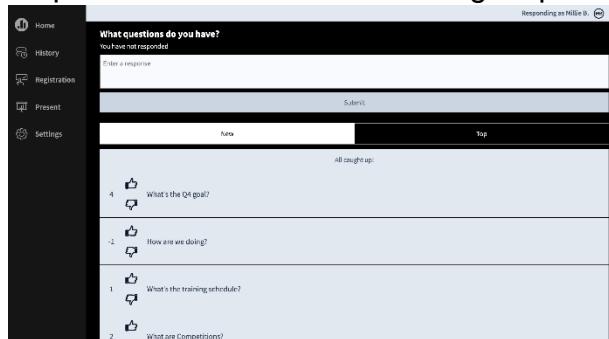 Responding as Millie B.
Home
History
Registration
Present
Settings
What questions do you have?
You have not responded
Enter a response
Submit
New
Top
All caught up!
4
What's the Q4 goal?
-1
How are we doing?
1
What's the training schedule?
2
What are Competitions?